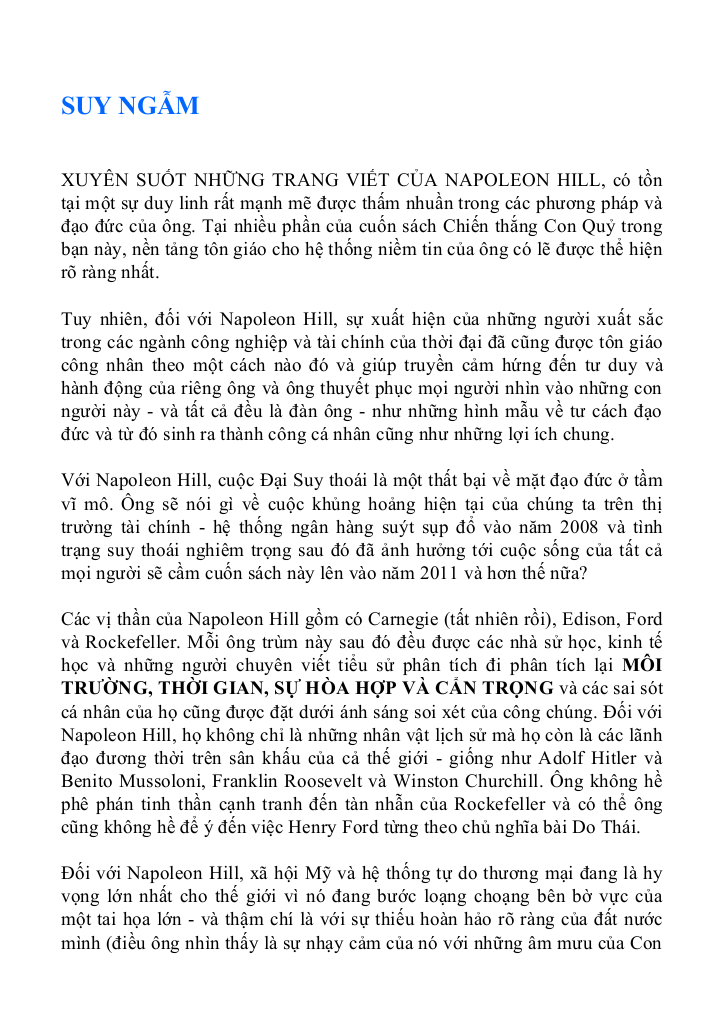 SUY NGẪM
XUYÊN SUỐT NHỮNG TRANG VIẾT CỦA NAPOLEON HILL, có tồn
tại một sự duy linh rất mạnh mẽ được thấm nhuần trong các phương pháp và
đạo đức của ông. Tại nhiều phần của cuốn sách Chiến thắng Con Quỷ trong
bạn này, nền tảng tôn giáo cho hệ thống niềm tin của ông có lẽ được thể hiện
rõ ràng nhất.
Tuy nhiên, đối với Napoleon Hill, sự xuất hiện của những người xuất sắc
trong các ngành công nghiệp và tài chính của thời đại đã cũng được tôn giáo
công nhân theo một cách nào đó và giúp truyền cảm hứng đến tư duy và
hành động của riêng ông và ông thuyết phục mọi người nhìn vào những con
người này - và tất cả đều là đàn ông - như những hình mẫu về tư cách đạo
đức và từ đó sinh ra thành công cá nhân cũng như những lợi ích chung.
Với Napoleon Hill, cuộc Đại Suy thoái là một thất bại về mặt đạo đức ở tầm
vĩ mô. Ông sẽ nói gì về cuộc khủng hoảng hiện tại của chúng ta trên thị
trường tài chính - hệ thống ngân hàng suýt sụp đổ vào năm 2008 và tình
trạng suy thoái nghiêm trọng sau đó đã ảnh hưởng tới cuộc sống của tất cả
mọi người sẽ cầm cuốn sách này lên vào năm 2011 và hơn thế nữa?
Các vị thần của Napoleon Hill gồm có Carnegie (tất nhiên rồi), Edison, Ford
và Rockefeller. Mỗi ông trùm này sau đó đều được các nhà sử học, kinh tế
học và những người chuyên viết tiểu sử phân tích đi phân tích lại MÔI
TRƯỜNG, THỜI GIAN, SỰ HÒA HỢP VÀ CẨN TRỌNG và các sai sót
cá nhân của họ cũng được đặt dưới ánh sáng soi xét của công chúng. Đối với
Napoleon Hill, họ không chỉ là những nhân vật lịch sử mà họ còn là các lãnh
đạo đương thời trên sân khấu của cả thế giới - giống như Adolf Hitler và
Benito Mussoloni, Franklin Roosevelt và Winston Churchill. Ông không hề
phê phán tinh thần cạnh tranh đến tàn nhẫn của Rockefeller và có thể ông
cũng không hề để ý đến việc Henry Ford từng theo chủ nghĩa bài Do Thái.
Đối với Napoleon Hill, xã hội Mỹ và hệ thống tự do thương mại đang là hy
vọng lớn nhất cho thế giới vì nó đang bước loạng choạng bên bờ vực của
một tai họa lớn - và thậm chí là với sự thiếu hoàn hảo rõ ràng của đất nước
mình (điều ông nhìn thấy là sự nhạy cảm của nó với những âm mưu của Con